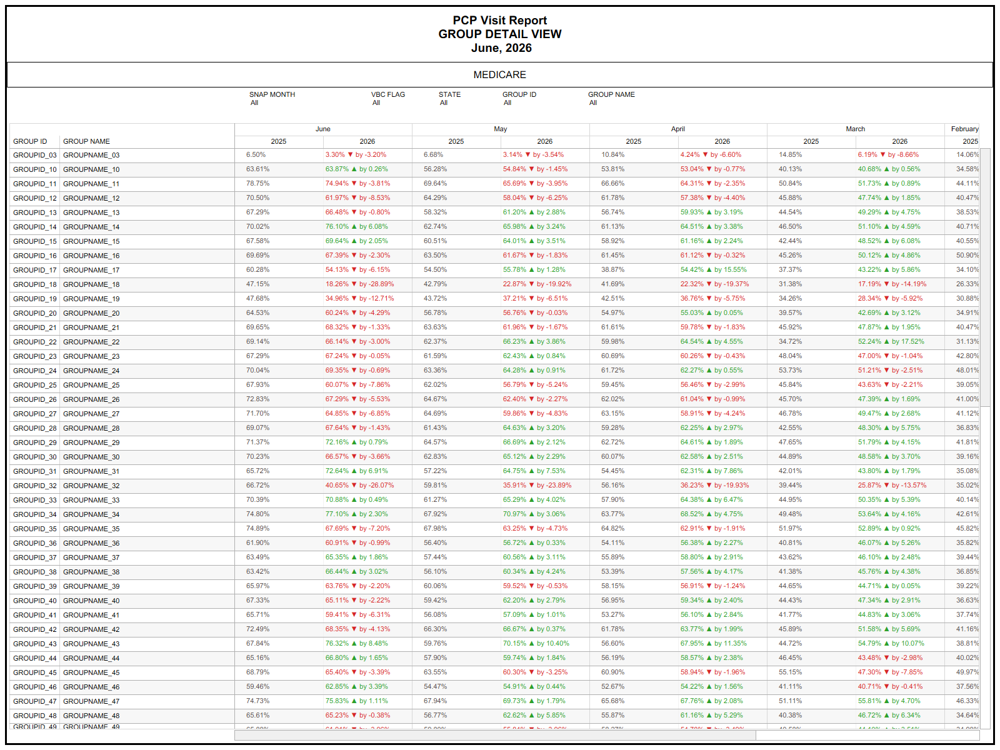 PCP Visit Report
GROUP DETAIL VIEW
June, 2026
MEDICARE
SNAP MONTH VBC FLAG STATE GROUP ID GROUP NAME
All All All All All
June May April March February
GROUP ID GROUP NAME 2025 2026 2025 2026 2025 2026 2025 2026 2025
GROUPID_03 GROUPNAME_03 6.50% 3.30% ▼ by -3.20% 6.68% 3.14% ▼ by -3.54% 10.84% 4.24% ▼ by -6.60% 14.85% 6.19% ▼ by -8.66% 14.06%
GROUPID_10 GROUPNAME_10 63.61% 63.87% ▲ by 0.26% 56.28% 54.84% ▼ by -1.45% 53.81% 53.04% ▼ by -0.77% 40.13% 40.68% ▲ by 0.56% 34.58%
GROUPID_11 GROUPNAME_11 78.75% 74.94% ▼ by -3.81% 69.64% 65.69% ▼ by -3.95% 66.66% 64.31% ▼ by -2.35% 50.84% 51.73% ▲ by 0.89% 44.11%
GROUPID_12 GROUPNAME_12 70.50% 61.97% ▼ by -8.53% 64.29% 58.04% ▼ by -6.25% 61.78% 57.38% ▼ by -4.40% 45.88% 47.74% ▲ by 1.85% 40.47%
GROUPID_13 GROUPNAME_13 67.29% 66.48% ▼ by -0.80% 58.32% 61.20% ▲ by 2.88% 56.74% 59.93% ▲ by 3.19% 44.54% 49.29% ▲ by 4.75% 38.53%
GROUPID_14 GROUPNAME_14 70.02% 76.10% ▲ by 6.08% 62.74% 65.98% ▲ by 3.24% 61.13% 64.51% ▲ by 3.38% 46.50% 51.10% ▲ by 4.59% 40.71%
GROUPID_15 GROUPNAME_15 67.58% 69.64% ▲ by 2.05% 60.51% 64.01% ▲ by 3.51% 58.92% 61.16% ▲ by 2.24% 42.44% 48.52% ▲ by 6.08% 40.55%
GROUPID_16 GROUPNAME_16 69.69% 67.39% ▼ by -2.30% 63.50% 61.67% ▼ by -1.83% 61.45% 61.12% ▼ by -0.32% 45.26% 50.12% ▲ by 4.86% 50.90%
GROUPID_17 GROUPNAME_17 60.28% 54.13% ▼ by -6.15% 54.50% 55.78% ▲ by 1.28% 38.87% 54.42% ▲ by 15.55% 37.37% 43.22% ▲ by 5.86% 34.10%
GROUPID_18 GROUPNAME_18 47.15% 18.26% ▼ by -28.89% 42.79% 22.87% ▼ by -19.92% 41.69% 22.32% ▼ by -19.37% 31.38% 17.19% ▼ by -14.19% 26.33%
GROUPID_19 GROUPNAME_19 47.68% 34.96% ▼ by -12.71% 43.72% 37.21% ▼ by -6.51% 42.51% 36.76% ▼ by -5.75% 34.26% 28.34% ▼ by -5.92% 30.88%
GROUPID_20 GROUPNAME_20 64.53% 60.24% ▼ by -4.29% 56.78% 56.76% ▼ by -0.03% 54.97% 55.03% ▲ by 0.05% 39.57% 42.69% ▲ by 3.12% 34.91%
GROUPID_21 GROUPNAME_21 69.65% 68.32% ▼ by -1.33% 63.63% 61.96% ▼ by -1.67% 61.61% 59.78% ▼ by -1.83% 45.92% 47.87% ▲ by 1.95% 40.47%
GROUPID_22 GROUPNAME_22 69.14% 66.14% ▼ by -3.00% 62.37% 66.23% ▲ by 3.86% 59.98% 64.54% ▲ by 4.55% 34.72% 52.24% ▲ by 17.52% 31.13%
GROUPID_23 GROUPNAME_23 67.29% 67.24% ▼ by -0.05% 61.59% 62.43% ▲ by 0.84% 60.69% 60.26% ▼ by -0.43% 48.04% 47.00% ▼ by -1.04% 42.80%
GROUPID_24 GROUPNAME_24 70.04% 69.35% ▼ by -0.69% 63.36% 64.28% ▲ by 0.91% 61.72% 62.27% ▲ by 0.55% 53.73% 51.21% ▼ by -2.51% 48.01%
GROUPID_25 GROUPNAME_25 67.93% 60.07% ▼ by -7.86% 62.02% 56.79% ▼ by -5.24% 59.45% 56.46% ▼ by -2.99% 45.84% 43.63% ▼ by -2.21% 39.05%
GROUPID_26 GROUPNAME_26 72.83% 67.29% ▼ by -5.53% 64.67% 62.40% ▼ by -2.27% 62.02% 61.04% ▼ by -0.99% 45.70% 47.39% ▲ by 1.69% 41.00%
GROUPID_27 GROUPNAME_27 71.70% 64.85% ▼ by -6.85% 64.69% 59.86% ▼ by -4.83% 63.15% 58.91% ▼ by -4.24% 46.78% 49.47% ▲ by 2.68% 41.12%
GROUPID_28 GROUPNAME_28 69.07% 67.64% ▼ by -1.43% 61.43% 64.63% ▲ by 3.20% 59.28% 62.25% ▲ by 2.97% 42.55% 48.30% ▲ by 5.75% 36.83%
GROUPID_29 GROUPNAME_29 71.37% 72.16% ▲ by 0.79% 64.57% 66.69% ▲ by 2.12% 62.72% 64.61% ▲ by 1.89% 47.65% 51.79% ▲ by 4.15% 41.81%
GROUPID_30 GROUPNAME_30 70.23% 66.57% ▼ by -3.66% 62.83% 65.12% ▲ by 2.29% 60.07% 62.58% ▲ by 2.51% 44.89% 48.58% ▲ by 3.70% 39.16%
GROUPID_31 GROUPNAME_31 65.72% 72.64% ▲ by 6.91% 57.22% 64.75% ▲ by 7.53% 54.45% 62.31% ▲ by 7.86% 42.01% 43.80% ▲ by 1.79% 35.08%
GROUPID_32 GROUPNAME_32 66.72% 40.65% ▼ by -26.07% 59.81% 35.91% ▼ by -23.89% 56.16% 36.23% ▼ by -19.93% 39.44% 25.87% ▼ by -13.57% 35.02%
GROUPID_33 GROUPNAME_33 70.39% 70.88% ▲ by 0.49% 61.27% 65.29% ▲ by 4.02% 57.90% 64.38% ▲ by 6.47% 44.95% 50.35% ▲ by 5.39% 40.14%
GROUPID_34 GROUPNAME_34 74.80% 77.10% ▲ by 2.30% 67.92% 70.97% ▲ by 3.06% 63.77% 68.52% ▲ by 4.75% 49.48% 53.64% ▲ by 4.16% 42.61%
GROUPID_35 GROUPNAME_35 74.89% 67.69% ▼ by -7.20% 67.98% 63.25% ▼ by -4.73% 64.82% 62.91% ▼ by -1.91% 51.97% 52.89% ▲ by 0.92% 45.82%
GROUPID_36 GROUPNAME_36 61.90% 60.91% ▼ by -0.99% 56.40% 56.72% ▲ by 0.33% 54.11% 56.38% ▲ by 2.27% 40.81% 46.07% ▲ by 5.26% 35.82%
GROUPID_37 GROUPNAME_37 63.49% 65.35% ▲ by 1.86% 57.44% 60.56% ▲ by 3.11% 55.89% 58.80% ▲ by 2.91% 43.62% 46.10% ▲ by 2.48% 39.44%
GROUPID_38 GROUPNAME_38 63.42% 66.44% ▲ by 3.02% 56.10% 60.34% ▲ by 4.24% 53.39% 57.56% ▲ by 4.17% 41.38% 45.76% ▲ by 4.38% 36.85%
GROUPID_39 GROUPNAME_39 65.97% 63.76% ▼ by -2.20% 60.06% 59.52% ▼ by -0.53% 58.15% 56.91% ▼ by -1.24% 44.65% 44.71% ▲ by 0.05% 39.22%
GROUPID_40 GROUPNAME_40 67.33% 65.11% ▼ by -2.22% 59.42% 62.20% ▲ by 2.79% 56.95% 59.34% ▲ by 2.40% 44.43% 47.34% ▲ by 2.91% 36.63%
GROUPID_41 GROUPNAME_41 65.71% 59.41% ▼ by -6.31% 56.08% 57.09% ▲ by 1.01% 53.27% 56.10% ▲ by 2.84% 41.77% 44.83% ▲ by 3.06% 37.74%
GROUPID_42 GROUPNAME_42 72.49% 68.35% ▼ by -4.13% 66.30% 66.67% ▲ by 0.37% 61.78% 63.77% ▲ by 1.99% 45.89% 51.58% ▲ by 5.69% 41.16%
GROUPID_43 GROUPNAME_43 67.84% 76.32% ▲ by 8.48% 59.76% 70.15% ▲ by 10.40% 56.60% 67.95% ▲ by 11.35% 44.72% 54.79% ▲ by 10.07% 38.81%
GROUPID_44 GROUPNAME_44 65.16% 66.80% ▲ by 1.65% 57.90% 59.74% ▲ by 1.84% 56.19% 58.57% ▲ by 2.38% 46.45% 43.48% ▼ by -2.98% 40.02%
GROUPID_45 GROUPNAME_45 68.79% 65.40% ▼ by -3.39% 63.55% 60.30% ▼ by -3.25% 60.90% 58.94% ▼ by -1.96% 55.15% 47.30% ▼ by -7.85% 49.97%
GROUPID_46 GROUPNAME_46 59.46% 62.85% ▲ by 3.39% 54.47% 54.91% ▲ by 0.44% 52.67% 54.22% ▲ by 1.56% 41.11% 40.71% ▼ by -0.41% 37.56%
GROUPID_47 GROUPNAME_47 74.73% 75.83% ▲ by 1.11% 67.94% 69.73% ▲ by 1.79% 65.68% 67.76% ▲ by 2.08% 51.11% 55.81% ▲ by 4.70% 46.33%
GROUPID_48 GROUPNAME_48 65.61% 65.23% ▼ by -0.38% 56.77% 62.62% ▲ by 5.85% 55.87% 61.16% ▲ by 5.29% 40.38% 46.72% ▲ by 6.34% 34.64%
GROUPID_49 GROUPNAME_49